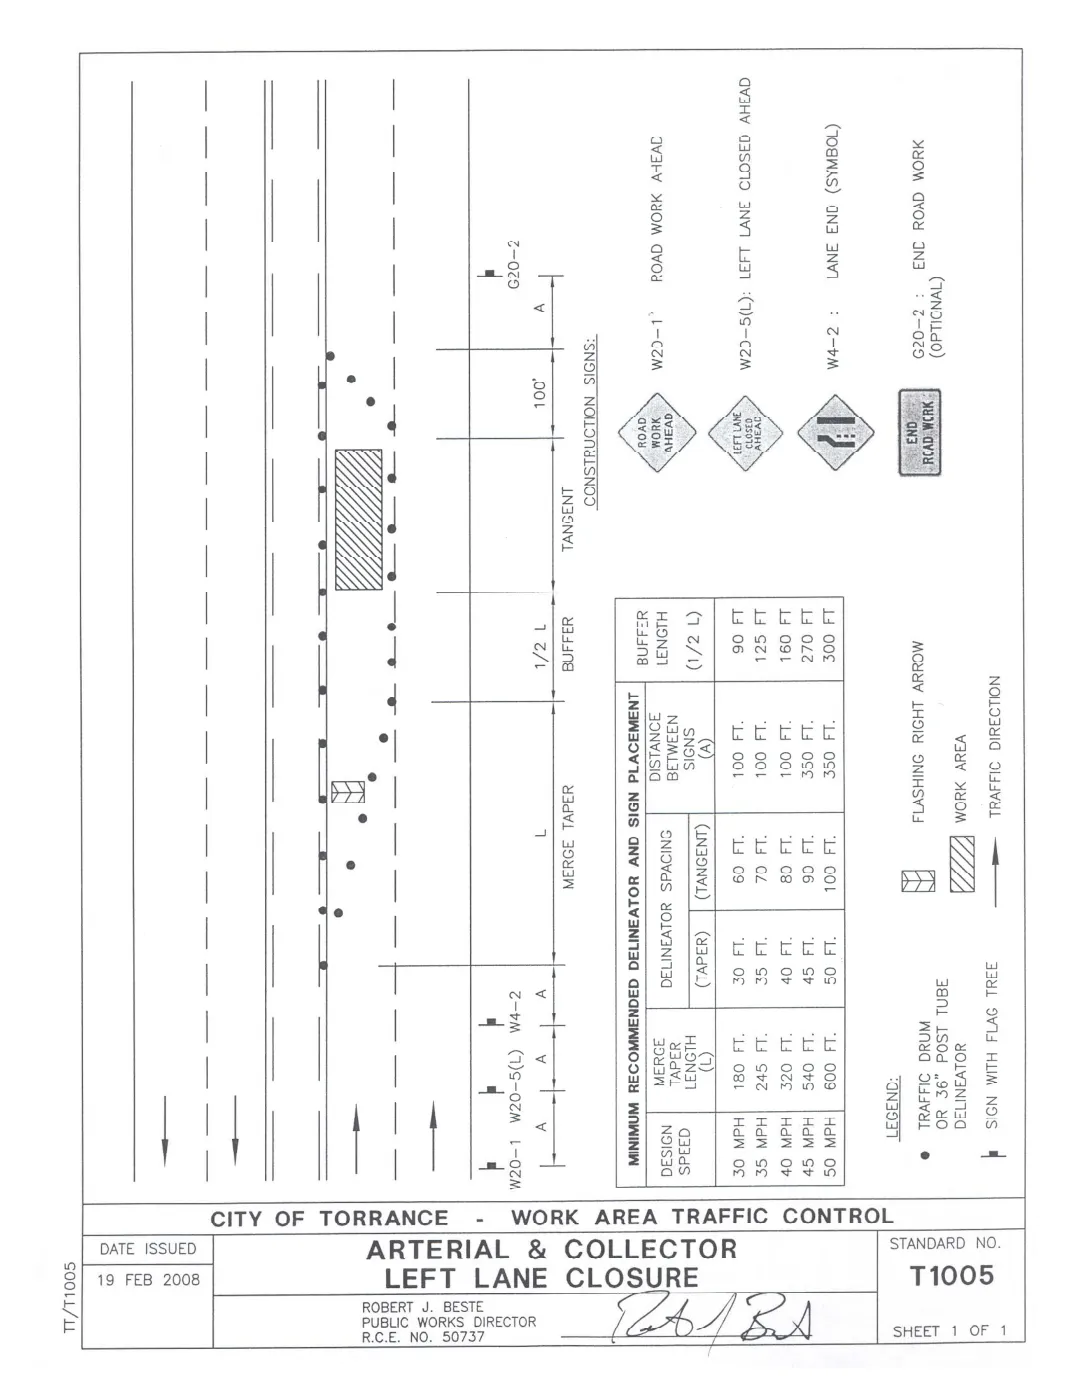 W20-1 W20-5(L) W4-2
G20-2
A
A
A
L
1/2 L
100'
A
MERGE TAPER
BUFFER
TANGENT
CONSTRUCTION SIGNS:
ROAD
WORK
AHEAD
W20-1 ROAD WORK AHEAD
LEFT LANE
CLOSED
AHEAD
W20-5(L): LEFT LANE CLOSED AHEAD
W4-2 : LANE END (SYMBOL)
END
ROAD WORK
G20-2 : END ROAD WORK
(OPTIONAL)
MINIMUM RECOMMENDED DELINEATOR AND SIGN PLACEMENT
DESIGN
SPEED
MERGE
TAPER
LENGTH
(L)
DELINEATOR SPACING
(TAPER) (TANGENT)
DISTANCE
BETWEEN
SIGNS
(A)
BUFFER
LENGTH
(1/2 L)
30 MPH 180 FT. 30 FT. 60 FT. 100 FT. 90 FT
35 MPH 245 FT. 35 FT. 70 FT. 100 FT. 125 FT
40 MPH 320 FT. 40 FT. 80 FT. 100 FT. 160 FT
45 MPH 540 FT. 45 FT. 90 FT. 350 FT. 270 FT
50 MPH 600 FT. 50 FT. 100 FT. 350 FT. 300 FT
LEGEND:
TRAFFIC DRUM
OR 36" POST TUBE
DELINEATOR
SIGN WITH FLAG TREE
FLASHING RIGHT ARROW
WORK AREA
TRAFFIC DIRECTION
CITY OF TORRANCE - WORK AREA TRAFFIC CONTROL
DATE ISSUED
19 FEB 2008
ARTERIAL & COLLECTOR
LEFT LANE CLOSURE
ROBERT J. BESTE
PUBLIC WORKS DIRECTOR
R.C.E. NO. 50737
STANDARD NO.
T1005
SHEET 1 OF 1
TT/T1005